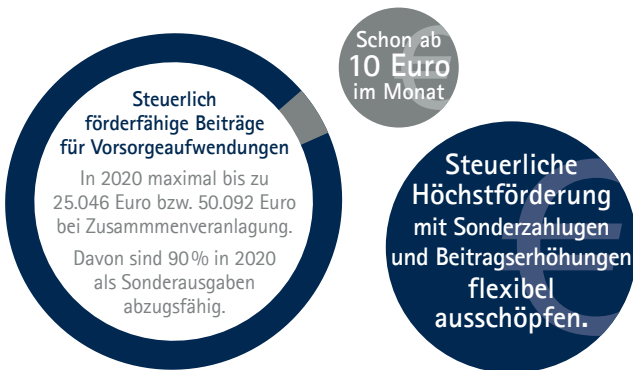 Steuerlich
förderfähige Beiträge
für Vorsorgeaufwendungen
In 2020 maximal bis zu
25.046 Euro bzw. 50.092 Euro
bei Zusammmenveranlagung.
Davon sind 90% in 2020
als Sonderausgaben
abzugsfähig.
Schon ab
10 Euro
im Monat
Steuerliche
Höchstförderung
mit Sonderzahlugen
und Beitragserhöhungen
flexibel
ausschöpfen.